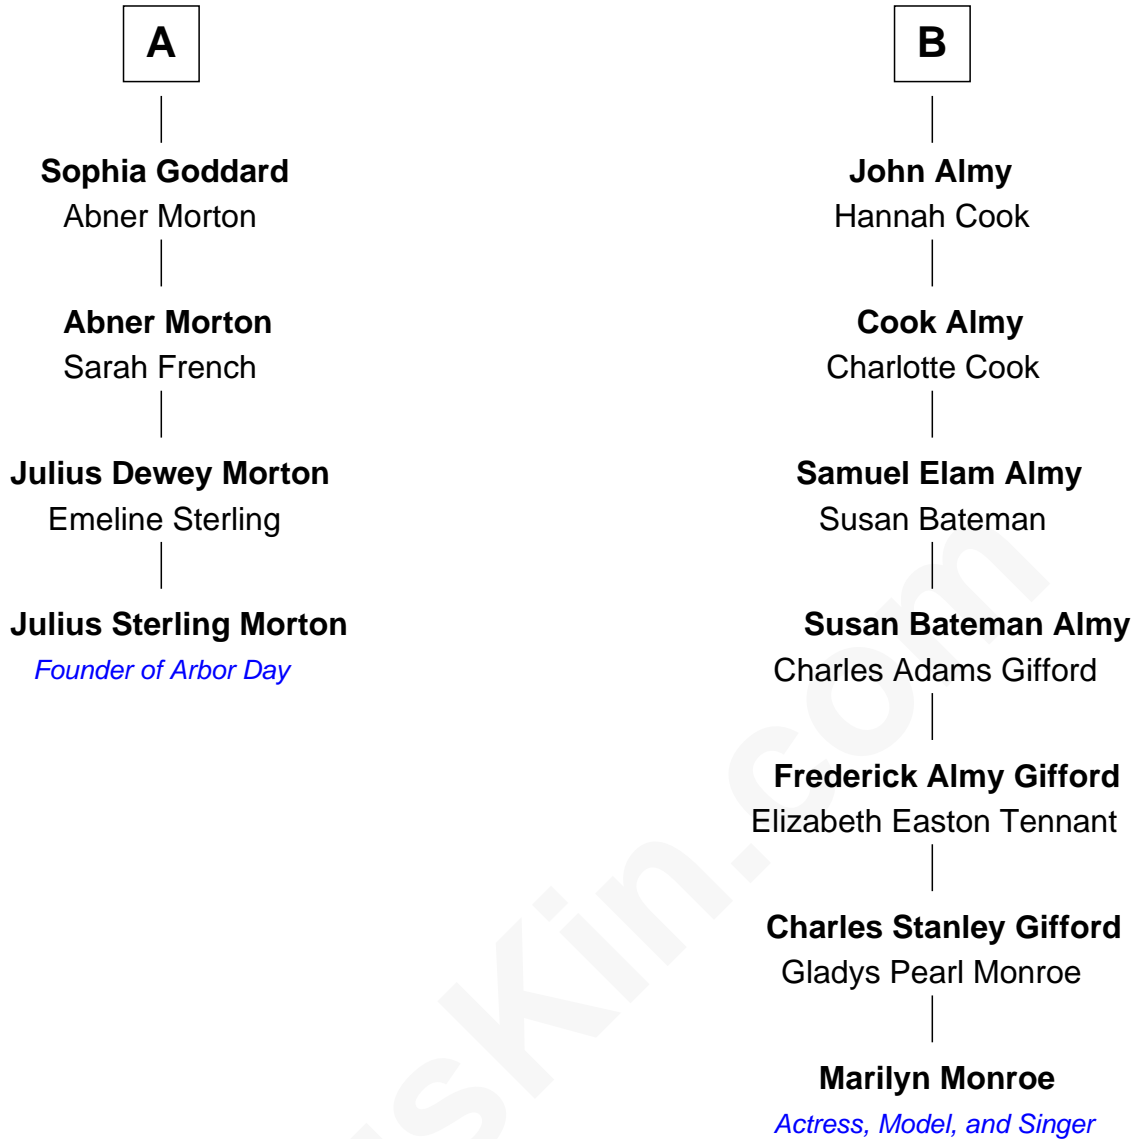 A
Sophia Goddard
Abner Morton
Abner Morton
Sarah French
Julius Dewey Morton
Emeline Sterling
Julius Sterling Morton
Founder of Arbor Day
B
John Almy
Hannah Cook
Cook Almy
Charlotte Cook
Samuel Elam Almy
Susan Bateman
Susan Bateman Almy
Charles Adams Gifford
Frederick Almy Gifford
Elizabeth Easton Tennant
Charles Stanley Gifford
Gladys Pearl Monroe
Marilyn Monroe
Actress, Model, and Singer
usKin.com